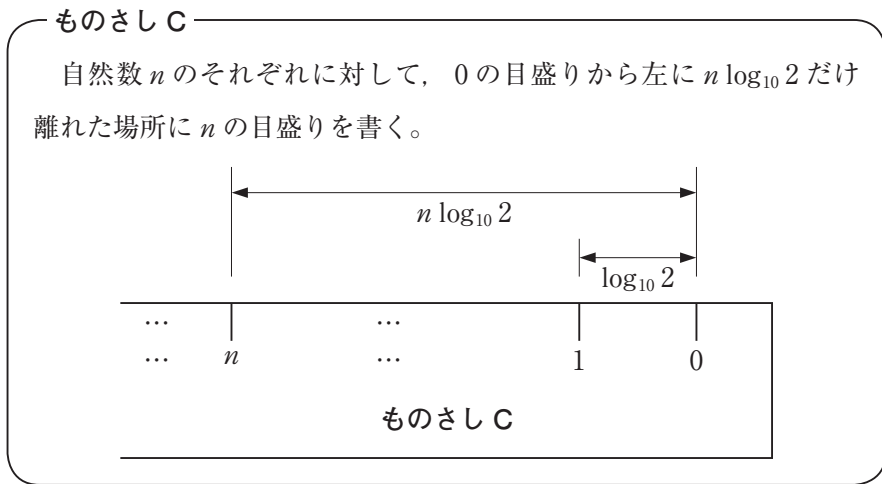 ものさし C
自然数 n のそれぞれに対して，0 の目盛りから左に n log₁₀ 2 だけ
離れた場所に n の目盛りを書く。
n log₁₀ 2
log₁₀ 2
… …
… n … 1 0
ものさし C